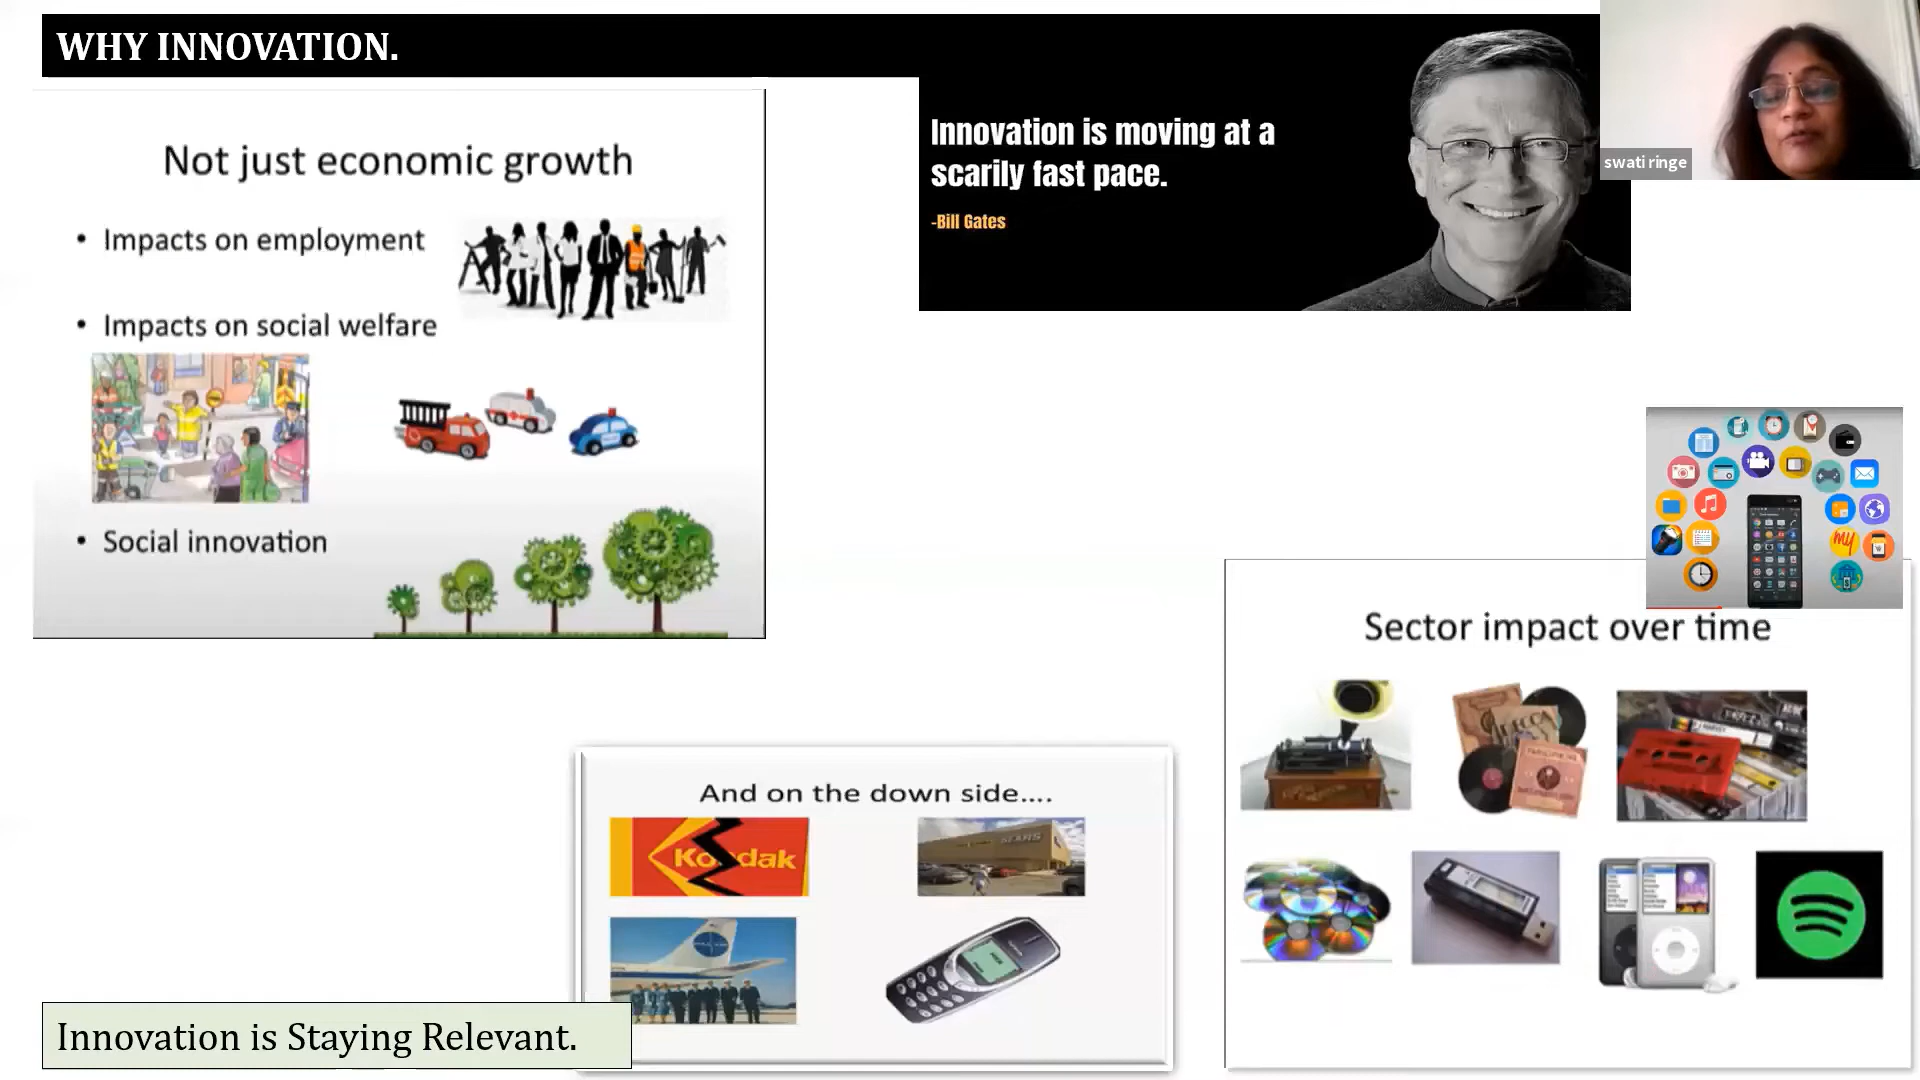 WHY INNOVATION.
Innovation is moving at a
scarily fast pace.
-Bill Gates
swati ringe
Not just economic growth
• Impacts on employment
• Impacts on social welfare
• Social innovation
my
Sector impact over time
And on the down side....
Kodak
SEARS
Innovation is Staying Relevant.